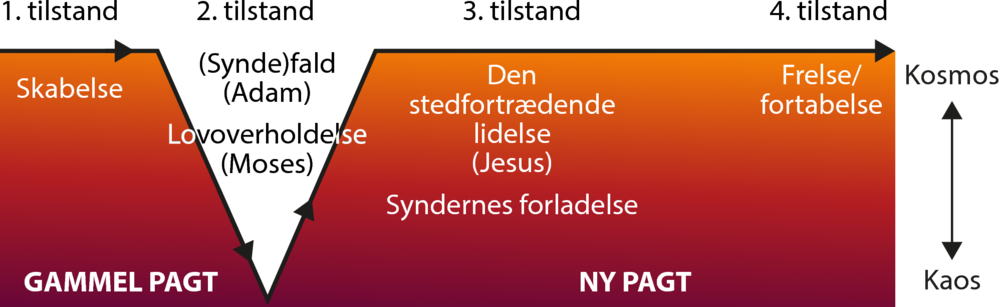 1. tilstand
2. tilstand
3. tilstand
4. tilstand
Skabelse
(Synde)fald
(Adam)
Lovoverholdelse
(Moses)
Den
stedfortrædende
lidelse
(Jesus)
Syndernes forladelse
Frelse/
fortabelse
Kosmos
Kaos
GAMMEL PAGT
NY PAGT